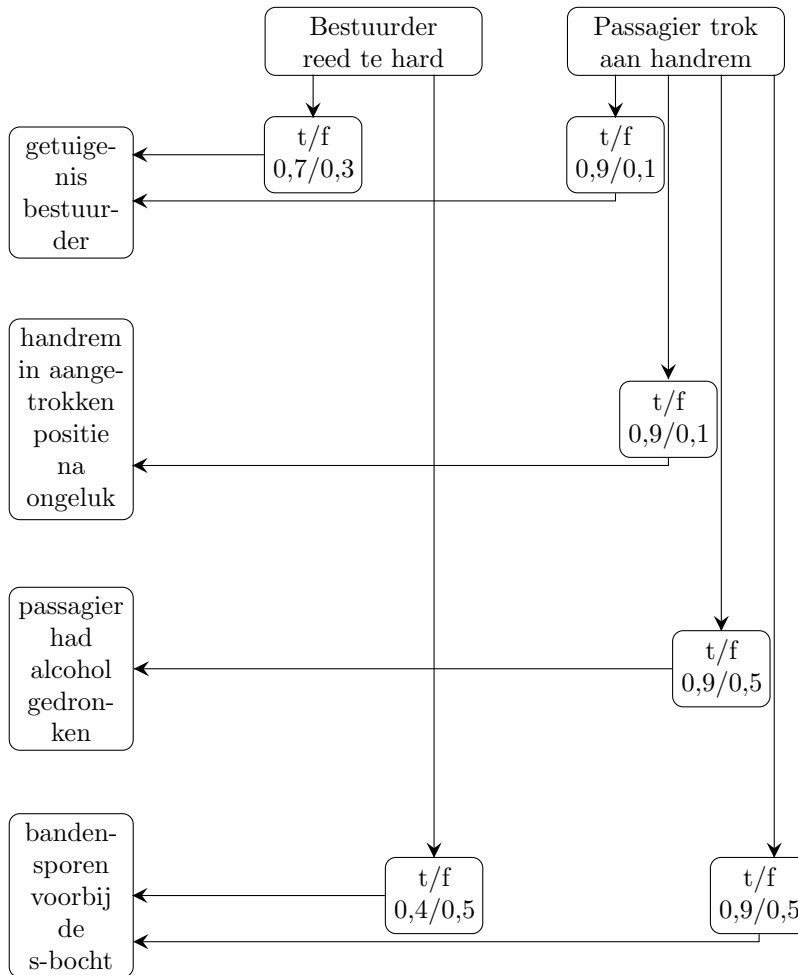 Bestuurder
reed te hard
Passagier trok
aan handrem
getuige-
nis
bestuur-
der
t/f
0,7/0,3
t/f
0,9/0,1
handrem
in aange-
trokken
positie
na
ongeluk
t/f
0,9/0,1
passagier
had
alcohol
gedron-
ken
t/f
0,9/0,5
banden-
sporen
voorbij
de
s-bocht
t/f
0,4/0,5
t/f
0,9/0,5